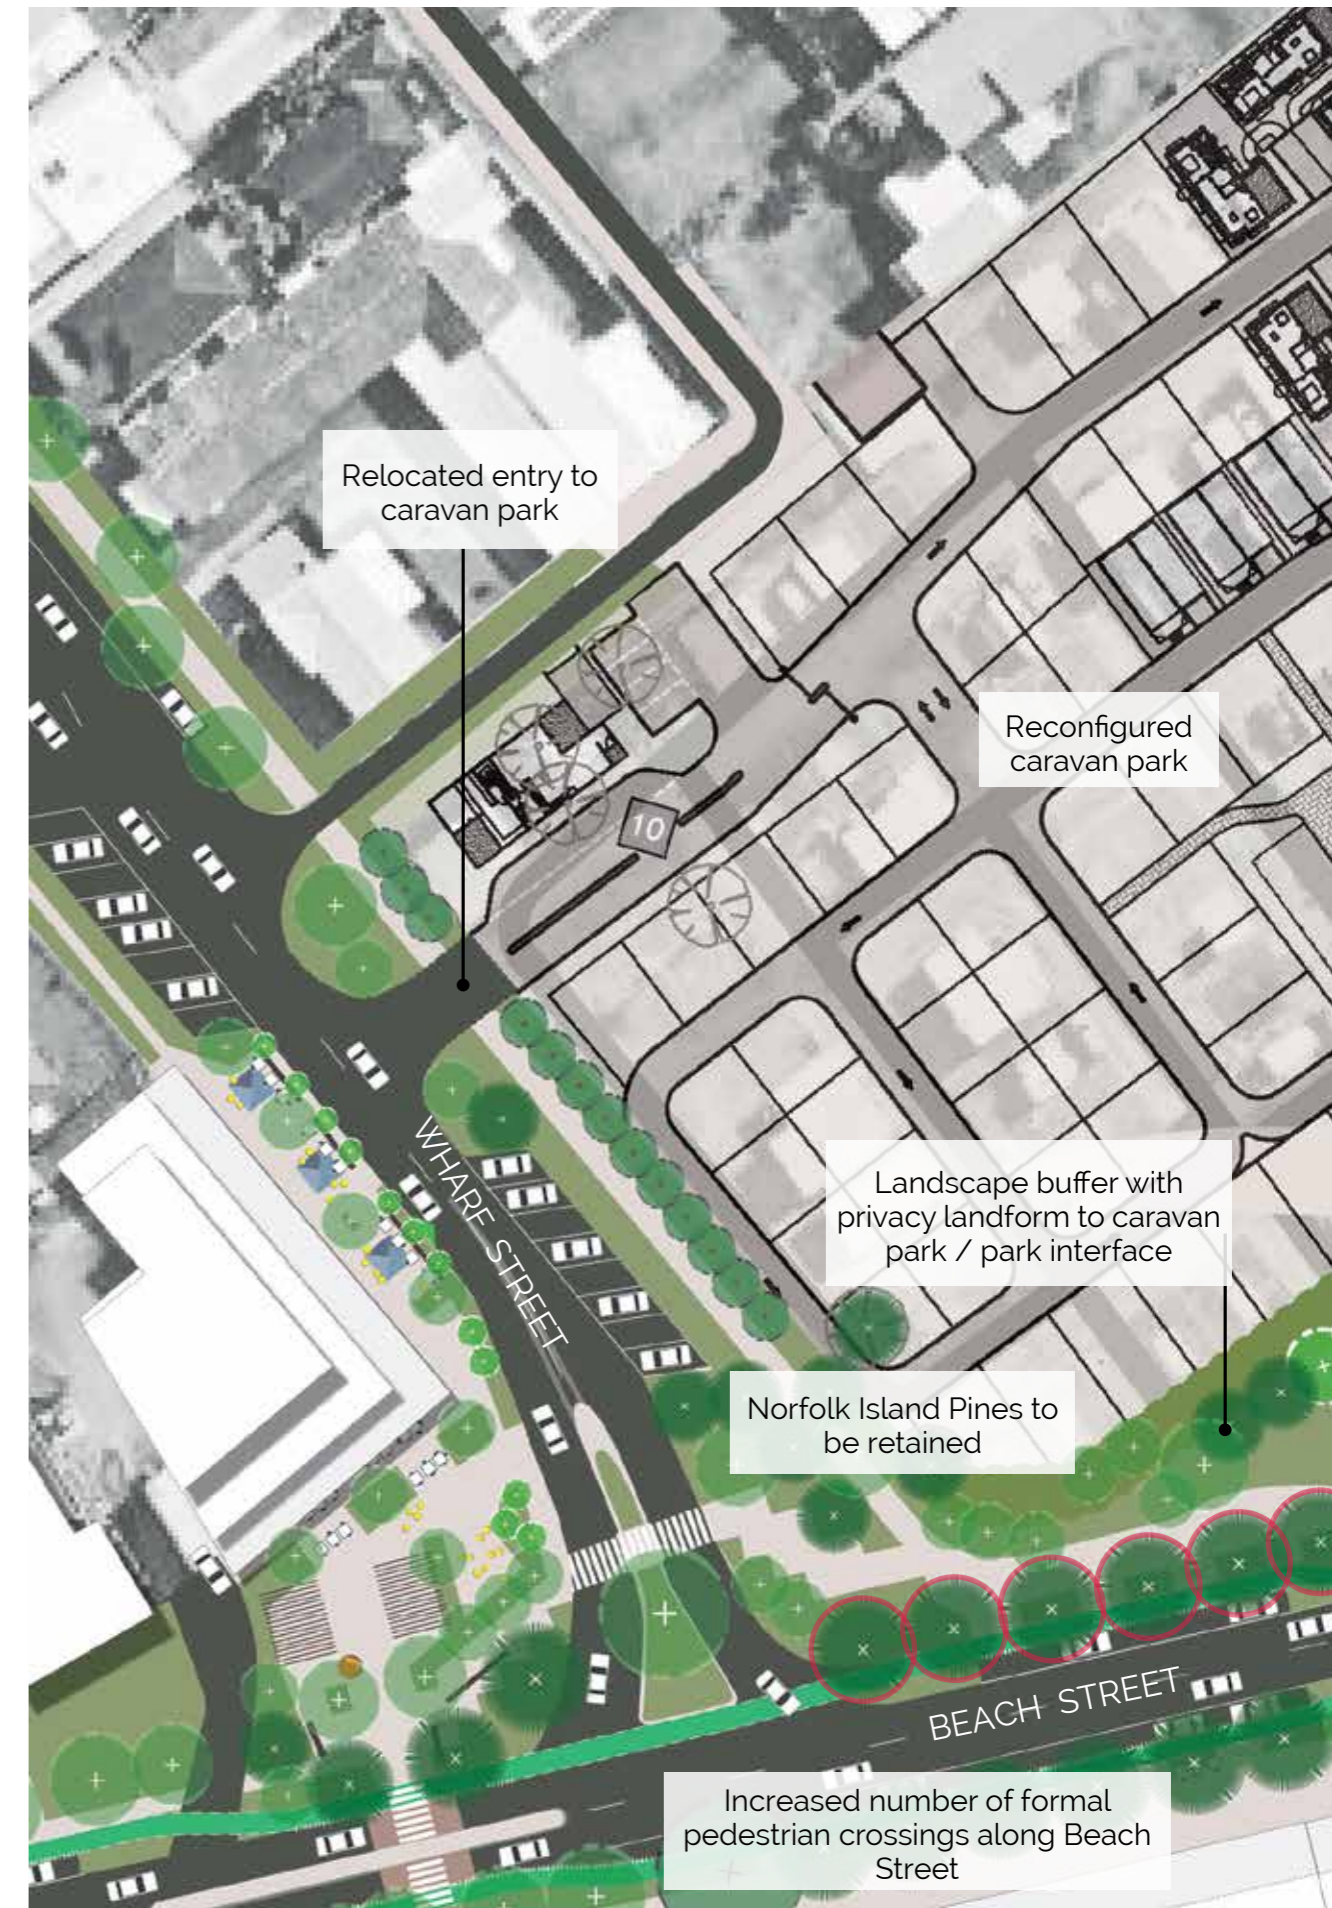 Relocated entry to
caravan park
Reconfigured
caravan park
10
Landscape buffer with
privacy landform to caravan
park / park interface
WHARF STREET
Norfolk Island Pines to
be retained
BEACH STREET
Increased number of formal
pedestrian crossings along Beach
Street